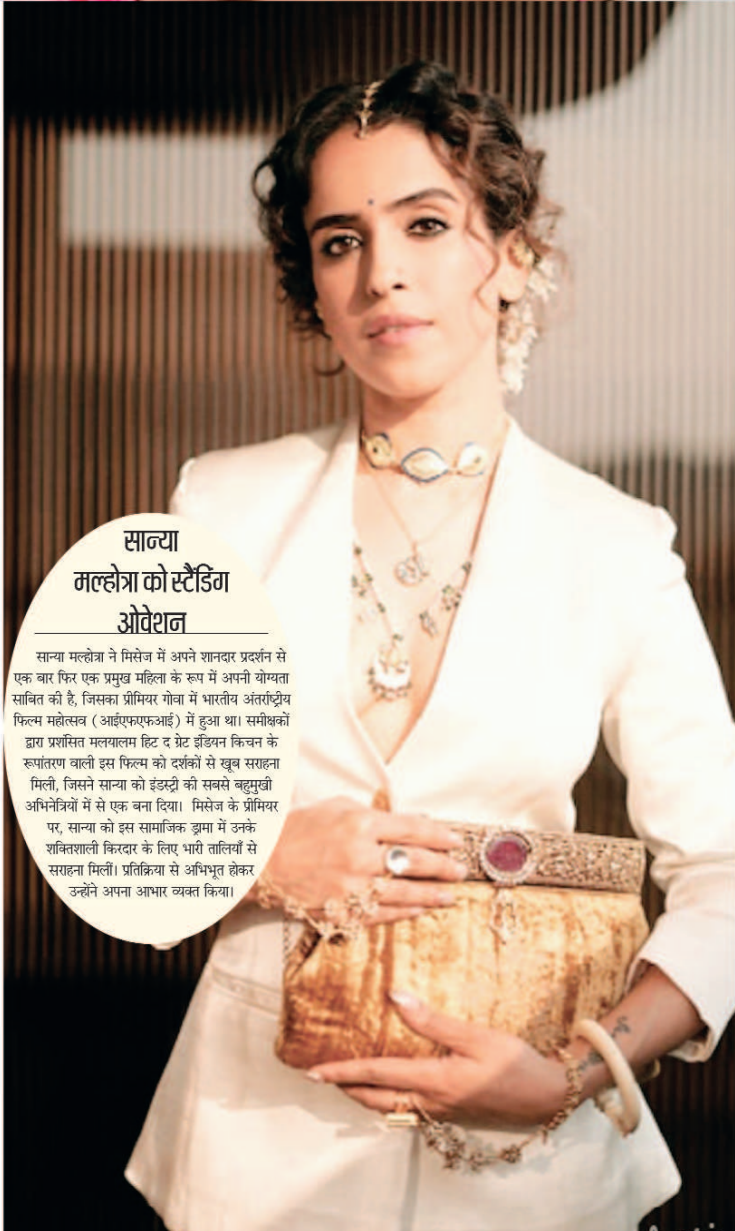 सान्या
मल्होत्रा को स्टैंडिंग
ओवेशन
सान्या मल्होत्रा ने मिसेज में अपने शानदार प्रदर्शन से
एक बार फिर एक प्रमुख महिला के रूप में अपनी योग्यता
साबित की है, जिसका प्रीमियर गोवा में भारतीय अंतर्राष्ट्रीय
फिल्म महोत्सव (आईएफएफआई) में हुआ था। समीक्षकों
द्वारा प्रशंसित मलयालम हिट द ग्रेट इंडियन किचन के
रूपांतरण वाली इस फिल्म को दर्शकों से खूब सराहना
मिली, जिसने सान्या को इंडस्ट्री की सबसे बहुमुखी
अभिनेत्रियों में से एक बना दिया। मिसेज के प्रीमियर
पर, सान्या को इस सामाजिक ड्रामा में उनके
शक्तिशाली किरदार के लिए भारी तालियाँ से
सराहना मिलीं। प्रतिक्रिया से अभिभूत होकर
उन्होंने अपना आभार व्यक्त किया।